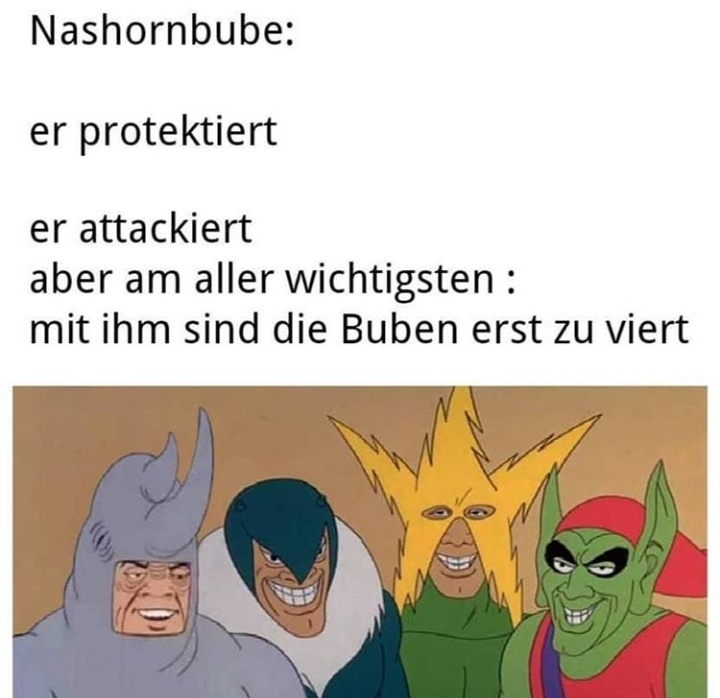 Nashornbube:
er protektiert
er attackiert
aber am aller wichtigsten :
mit ihm sind die Buben erst zu viert